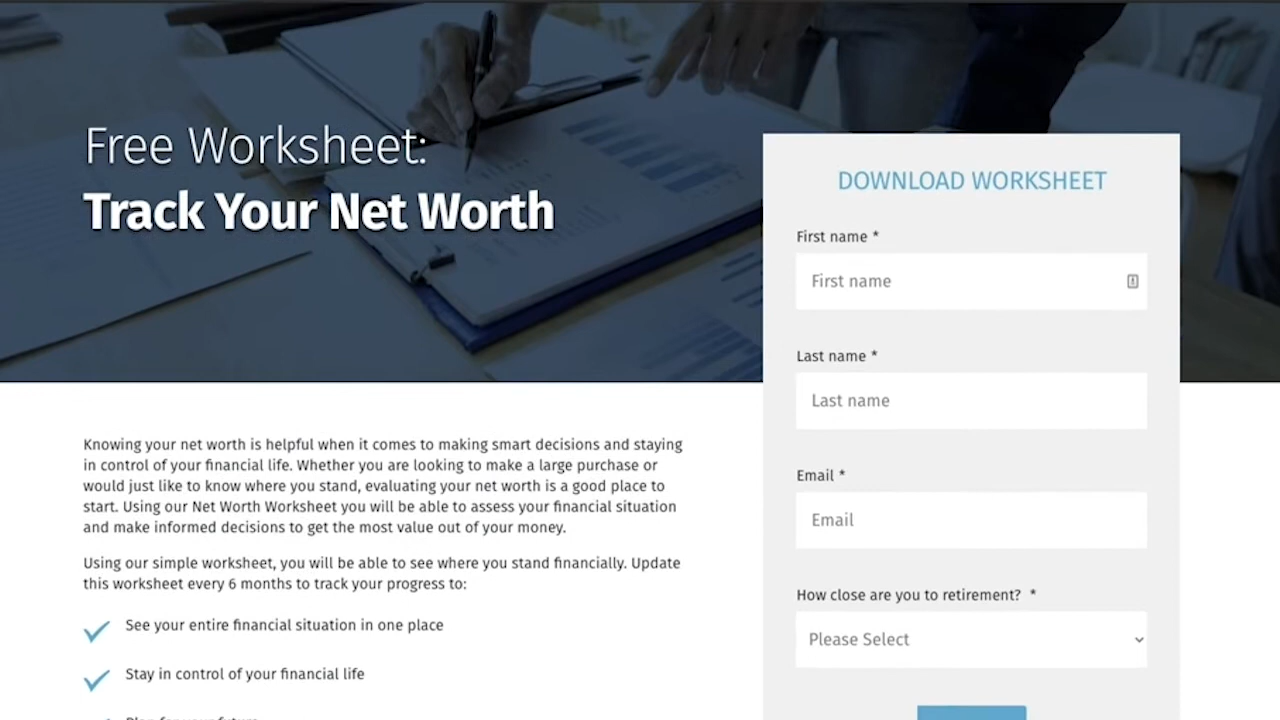 Free Worksheet:
Track Your Net Worth
DOWNLOAD WORKSHEET
First name *
First name
Last name *
Last name
Email *
Email
How close are you to retirement? *
Please Select
Knowing your net worth is helpful when it comes to making smart decisions and staying
in control of your financial life. Whether you are looking to make a large purchase or
would just like to know where you stand, evaluating your net worth is a good place to
start. Using our Net Worth Worksheet you will be able to assess your financial situation
and make informed decisions to get the most value out of your money.
Using our simple worksheet, you will be able to see where you stand financially. Update
this worksheet every 6 months to track your progress to:
See your entire financial situation in one place
Stay in control of your financial life
Plan for your future